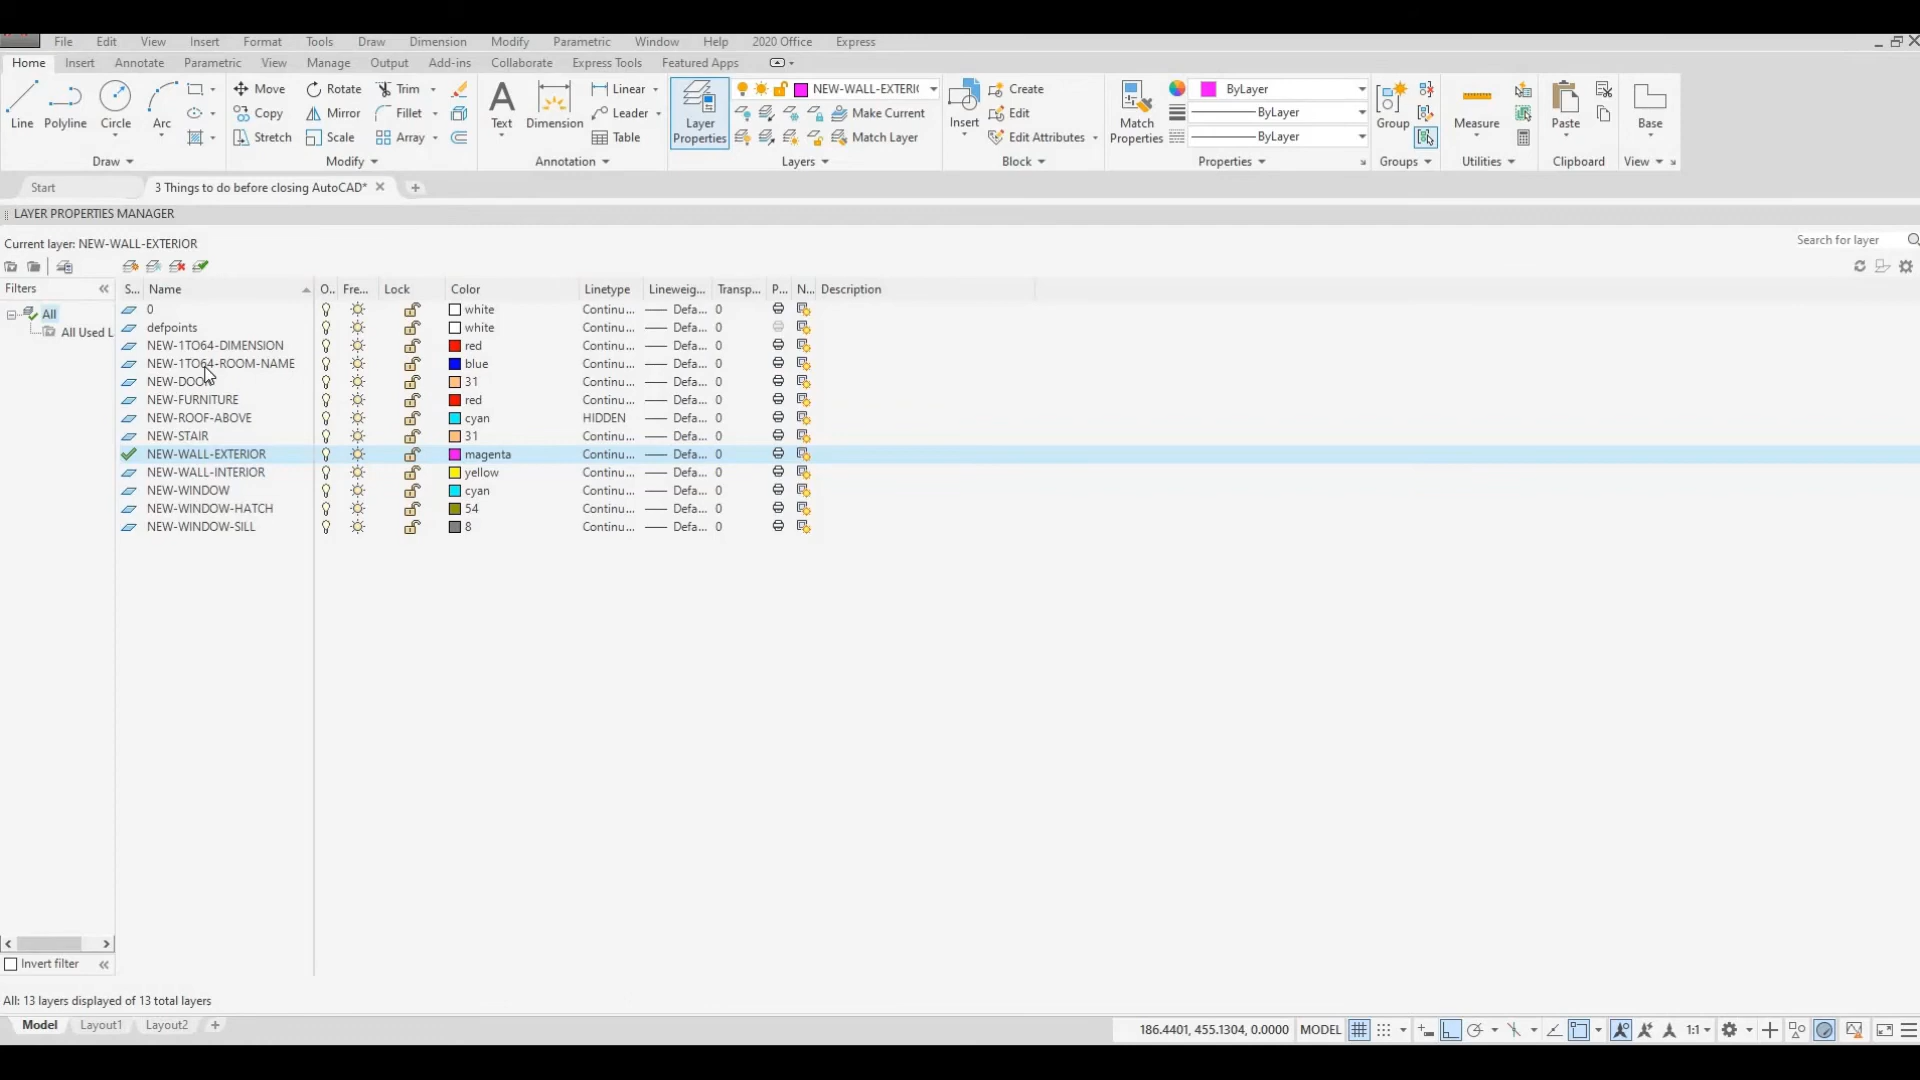 File Edit View Insert Format Tools Draw Dimension Modify Parametric Window Help 2020 Office Express
Home Insert Annotate Parametric View Manage Output Add-ins Collaborate Express Tools Featured Apps
Line Polyline Circle Arc
Move Rotate Trim
Copy Mirror Fillet
Stretch Scale Array
Text Dimension
Linear
Leader
Table
Layer Properties
NEW-WALL-EXTERIC
Make Current
Match Layer
Insert
Create
Edit
Edit Attributes
Match Properties
ByLayer
ByLayer
ByLayer
Group
Measure
Paste
Base
Draw Modify Annotation Layers Block Properties Groups Utilities Clipboard View
Start 3 Things to do before closing AutoCAD*
LAYER PROPERTIES MANAGER
Current layer: NEW-WALL-EXTERIOR
Search for layer
Filters
All
All Used L
S... Name O.. Fre... Lock Color Linetype Lineweig... Transp... P... N... Description
0 white Continu... Defa... 0
defpoints white Continu... Defa... 0
NEW-1TO64-DIMENSION red Continu... Defa... 0
NEW-1TO64-ROOM-NAME blue Continu... Defa... 0
31 Continu... Defa... 0
NEW-FURNITURE red Continu... Defa... 0
NEW-ROOF-ABOVE cyan HIDDEN Defa... 0
NEW-STAIR 31 Continu... Defa... 0
NEW-WALL-EXTERIOR magenta Continu... Defa... 0
NEW-WALL-INTERIOR yellow Continu... Defa... 0
NEW-WINDOW cyan Continu... Defa... 0
NEW-WINDOW-HATCH 54 Continu... Defa... 0
NEW-WINDOW-SILL 8 Continu... Defa... 0
Invert filter
All: 13 layers displayed of 13 total layers
Model Layout1 Layout2
186.4401, 455.1304, 0.0000 MODEL 1:1